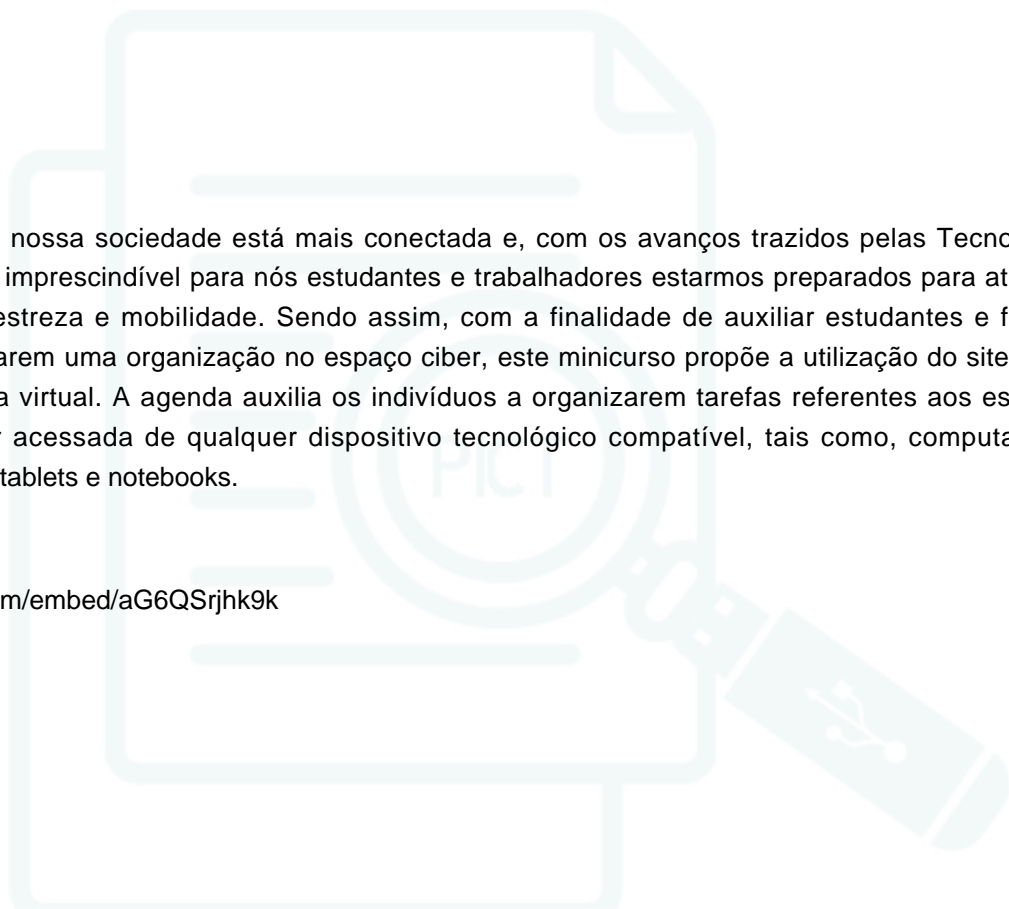 nossa sociedade está mais conectada e, com os avanços trazidos pelas Tecno
imprescindível para nós estudantes e trabalhadores estarmos preparados para at
estreza e mobilidade. Sendo assim, com a finalidade de auxiliar estudantes e f
arem uma organização no espaço ciber, este minicurso propõe a utilização do site
a virtual. A agenda auxilia os indivíduos a organizarem tarefas referentes aos es
r acessada de qualquer dispositivo tecnológico compatível, tais como, computa
tablets e notebooks.
PICT
m/embed/aG6QSrjhk9k